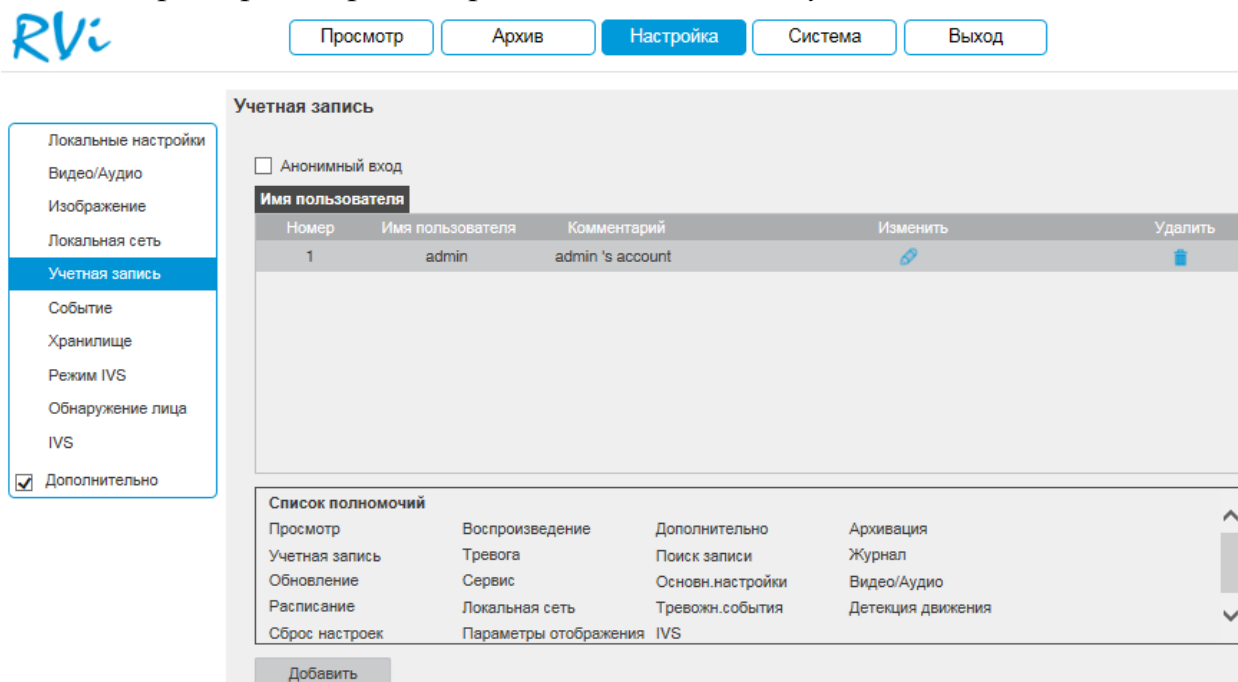 RVi
Просмотр Архив Настройка Система Выход
Учетная запись
Локальные настройки
Видео/Аудио
Изображение
Локальная сеть
Учетная запись
Событие
Хранилище
Режим IVS
Обнаружение лица
IVS
Дополнительно
Анонимный вход
Имя пользователя
Номер Имя пользователя Комментарий Изменить Удалить
1 admin admin 's account
Список полномочий
Просмотр Воспроизведение Дополнительно Архивация
Учетная запись Тревога Поиск записи Журнал
Обновление Сервис Основн.настройки Видео/Аудио
Расписание Локальная сеть Тревожн.события Детекция движения
Сброс настроек Параметры отображения IVS
Добавить